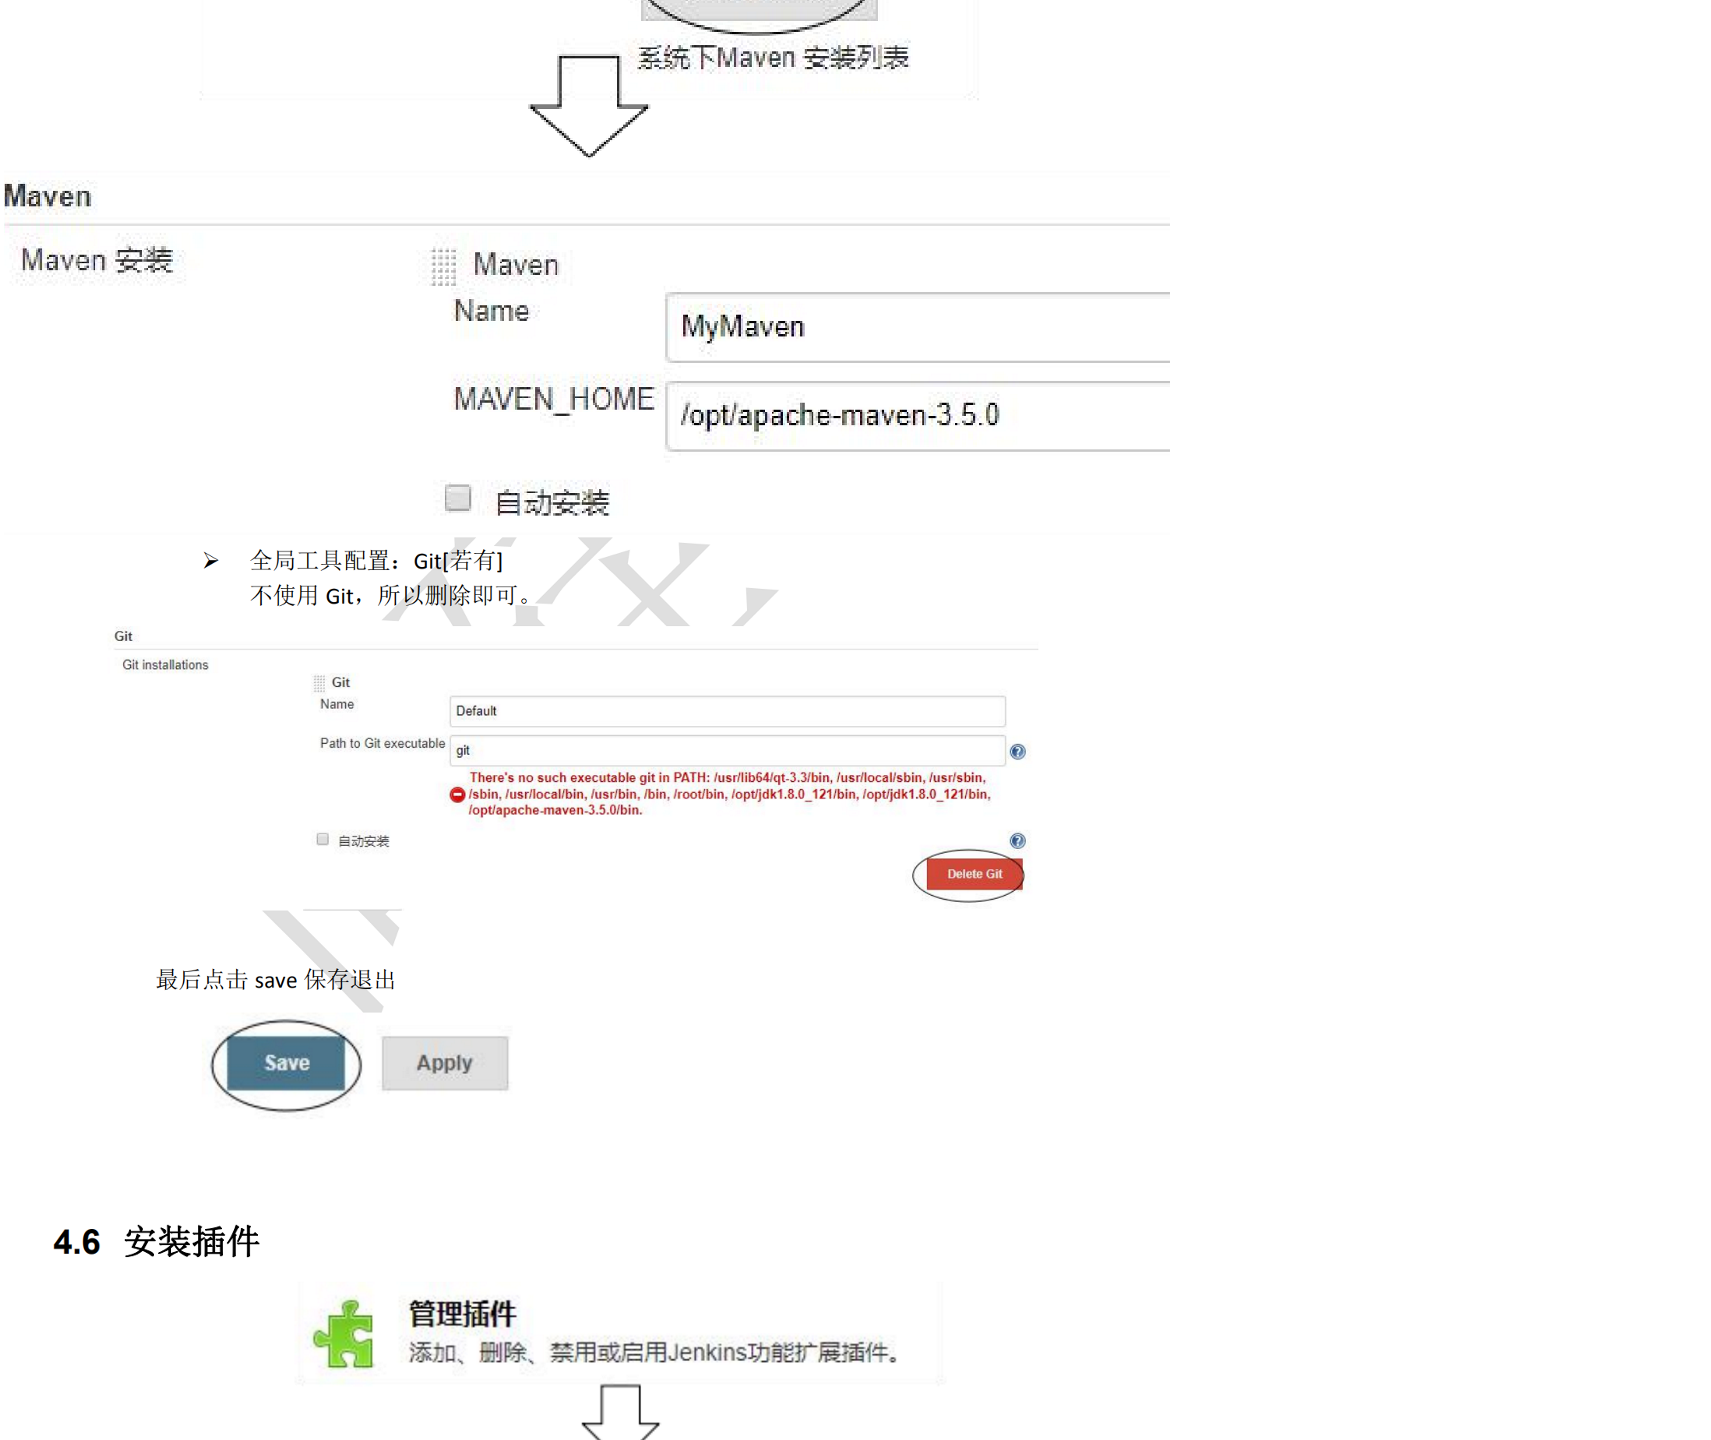 系统下Maven 安装列表
Maven
Maven 安装
Maven
Name
MyMaven
MAVEN_HOME
/opt/apache-maven-3.5.0
自动安装
➢ 全局工具配置：Git[若有]
不使用 Git，所以删除即可。
Git
Git installations
Git
Name
Default
Path to Git executable
git
There's no such executable git in PATH: /usr/lib64/qt-3.3/bin, /usr/local/sbin, /usr/sbin,
/sbin, /usr/local/bin, /usr/bin, /bin, /root/bin, /opt/jdk1.8.0_121/bin, /opt/jdk1.8.0_121/bin,
/opt/apache-maven-3.5.0/bin.
自动安装
Delete Git
最后点击 save 保存退出
Save Apply
4.6 安装插件
管理插件
添加、删除、禁用或启用Jenkins功能扩展插件。